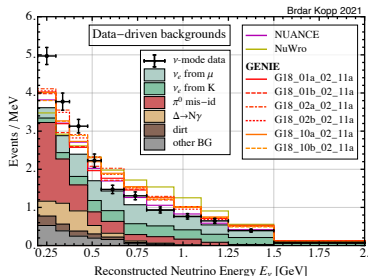 Brdar Kopp 2021
Data-driven backgrounds
ν-mode data
νe from μ
νe from K
π⁰ mis-id
Δ→Nγ
dirt
other BG
NUANCE
NuWro
GENIE
G18_01a_02_11a
G18_01b_02_11a
G18_02a_02_11a
G18_02b_02_11a
G18_10a_02_11a
G18_10b_02_11a
Events / MeV
6
5
4
3
2
1
0
0.25 0.5 0.75 1. 1.25 1.5 1.75 2.
Reconstructed Neutrino Energy Eν [GeV]